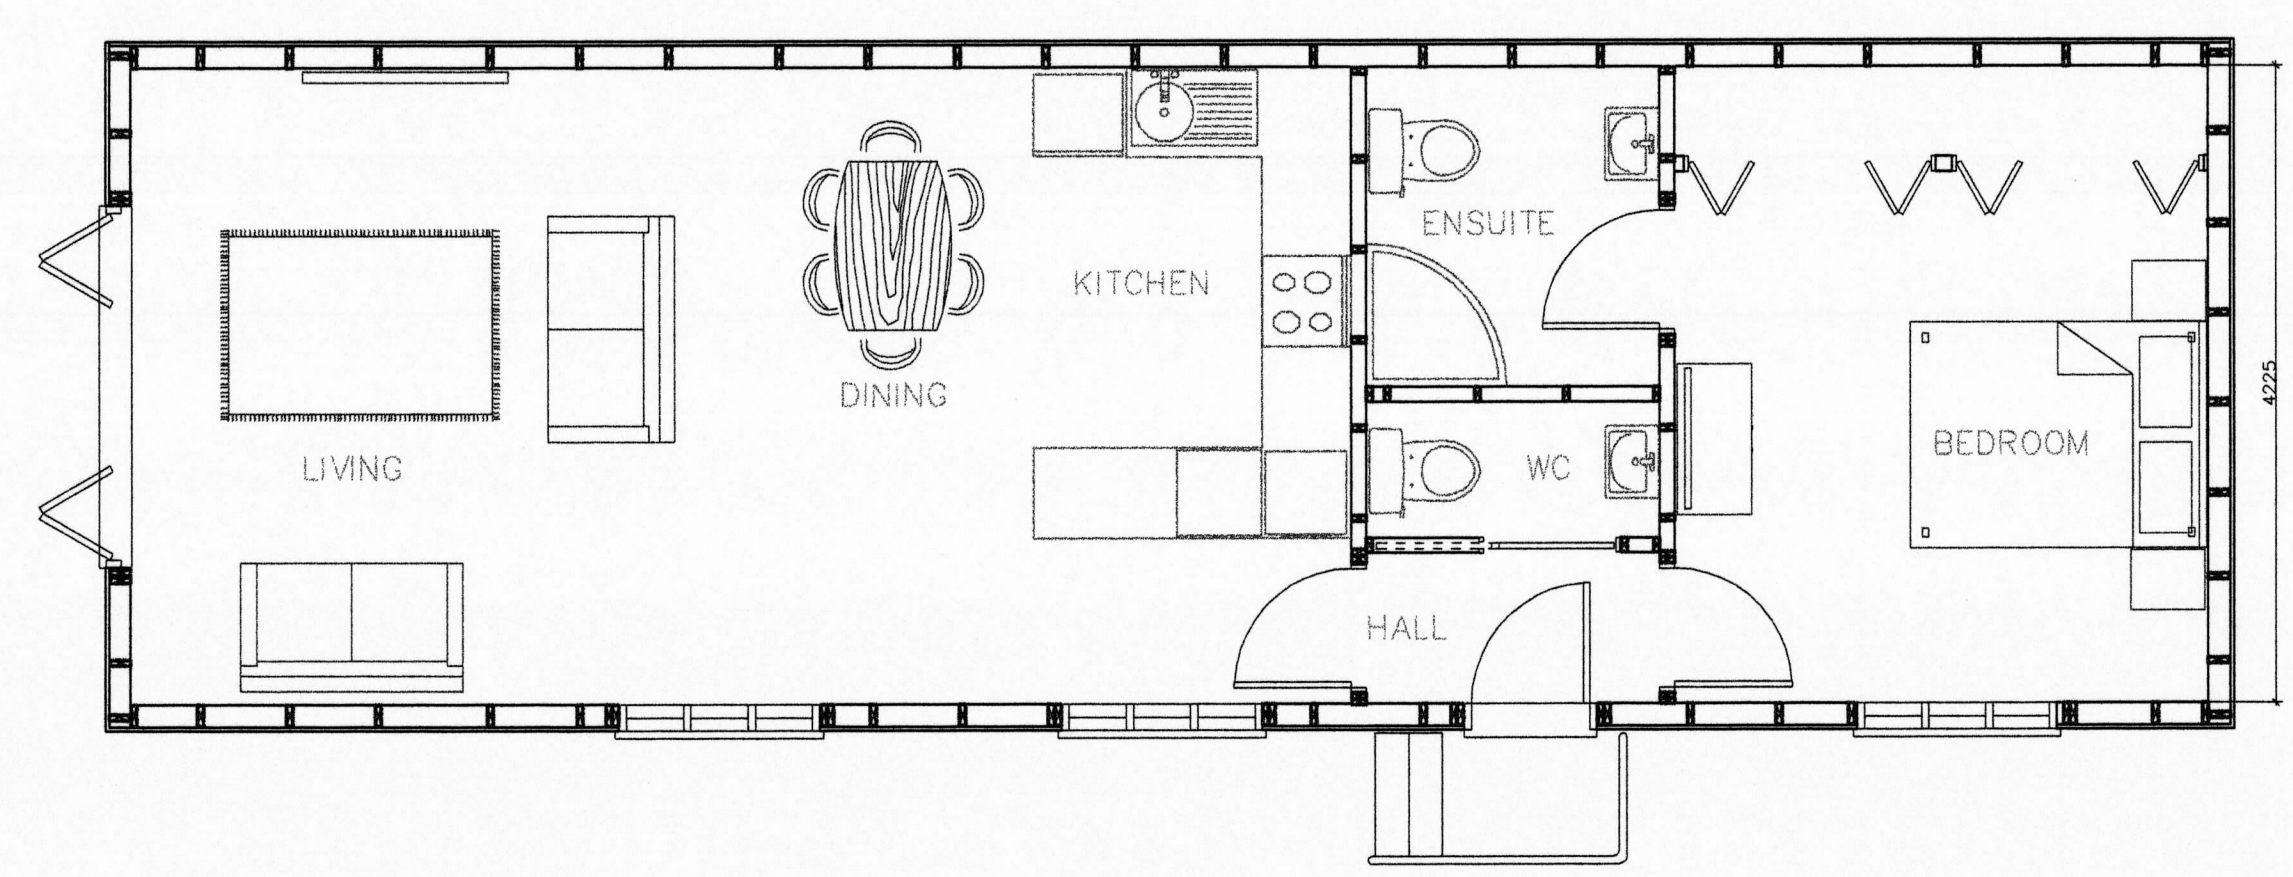 ENSUITE
KITCHEN
DINING
4225
BEDROOM
LIVING
WC
HALL